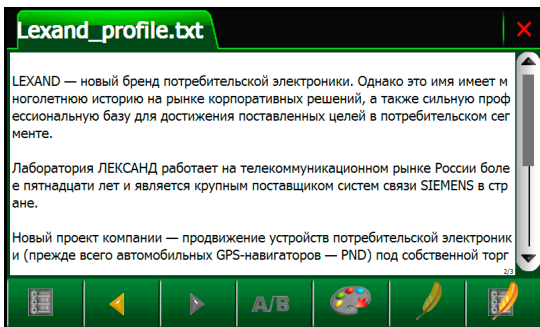 Lexand_profile.txt
LEXAND — новый бренд потребительской электроники. Однако это имя имеет м
ноголетнюю историю на рынке корпоративных решений, а также сильную проф
ессиональную базу для достижения поставленных целей в потребительском сег
менте.
Лаборатория ЛЕКСАНД работает на телекоммуникационном рынке России боле
е пятнадцати лет и является крупным поставщиком систем связи SIEMENS в стр
ане.
Новый проект компании — продвижение устройств потребительской электроник
и (прежде всего автомобильных GPS-навигаторов — PND) под собственной торг
2/3
A/B